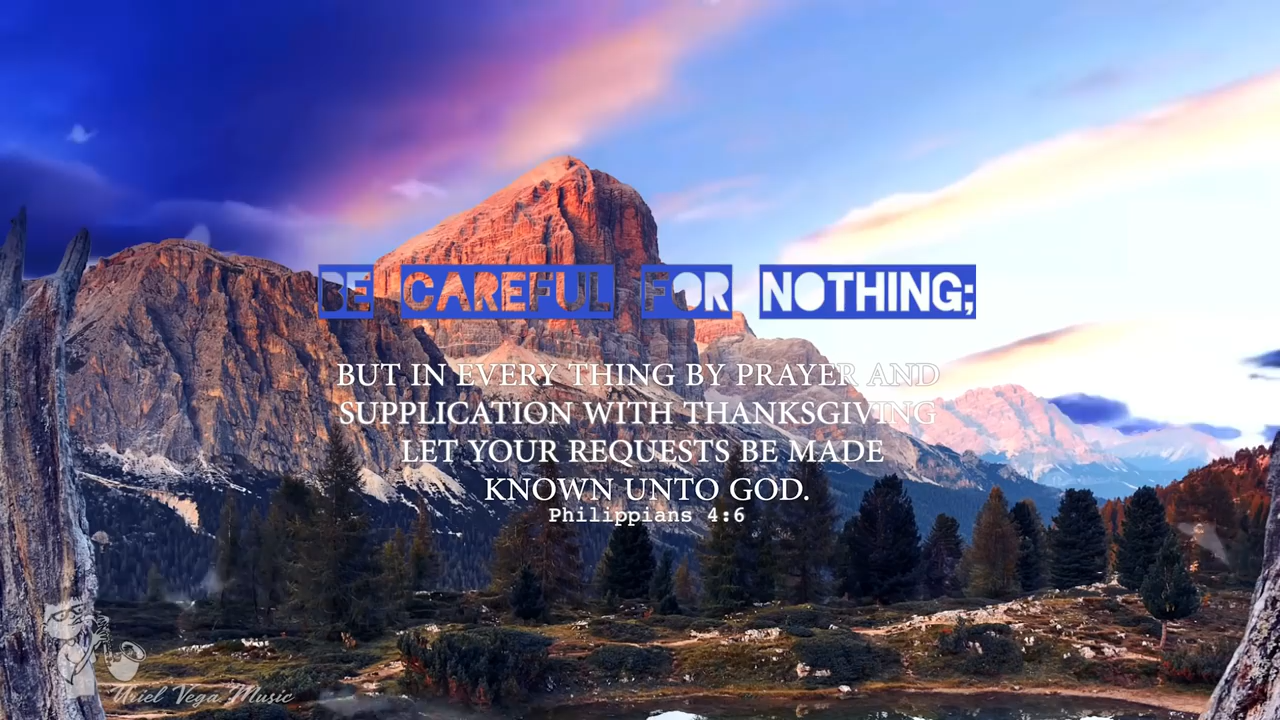 BE CAREFUL FOR NOTHING;
BUT IN EVERY THING BY PRAYER AND
SUPPLICATION WITH THANKSGIVING
LET YOUR REQUESTS BE MADE
KNOWN UNTO GOD.
Philippians 4:6
Uriel Vega Music